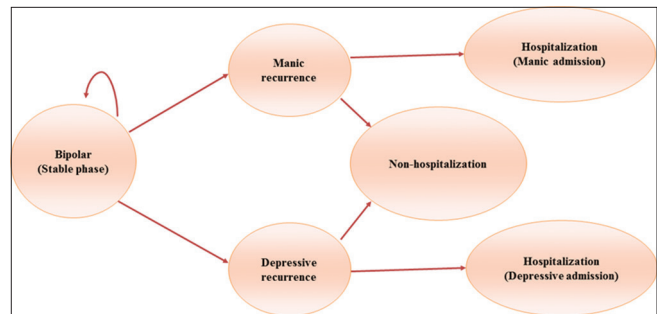 Bipolar
(Stable phase)
Manic
recurrence
Hospitalization
(Manic admission)
Non-hospitalization
Depressive
recurrence
Hospitalization
(Depressive admission)